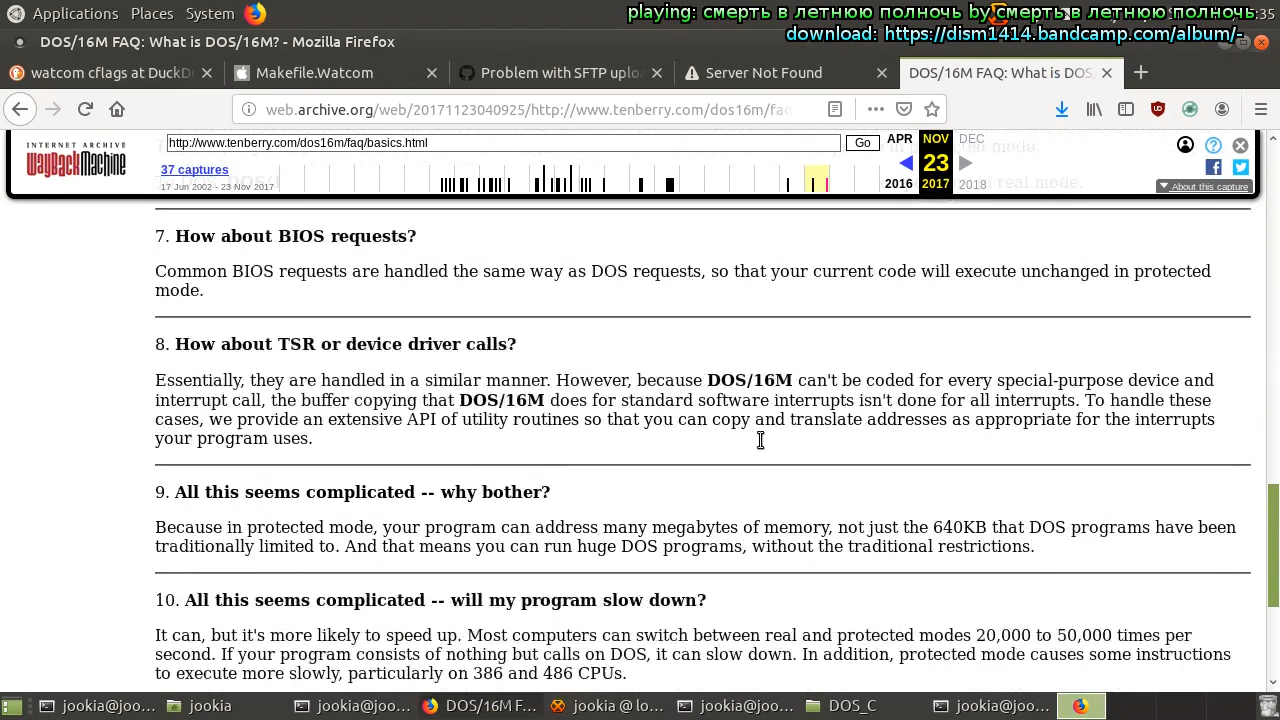 Applications Places System
playing: смерть в летнюю полночь by смерть в летнюю полночь
:35
download: https://dism1414.bandcamp.com/album/-
DOS/16M FAQ: What is DOS/16M? - Mozilla Firefox
watcom cflags at DuckD
Makefile.Watcom
Problem with SFTP uploa
Server Not Found
DOS/16M FAQ: What is DOS
web.archive.org/web/20171123040925/http://www.tenberry.com/dos16m/faq
INTERNET ARCHIVE
WayBackMachine
http://www.tenberry.com/dos16m/faq/basics.html
Go
APR NOV DEC
37 captures
23
17 Jun 2002 - 23 Nov 2017
2016 2017 2018
About this capture
real mode.
7. How about BIOS requests?
Common BIOS requests are handled the same way as DOS requests, so that your current code will execute unchanged in protected
mode.
8. How about TSR or device driver calls?
Essentially, they are handled in a similar manner. However, because DOS/16M can't be coded for every special-purpose device and
interrupt call, the buffer copying that DOS/16M does for standard software interrupts isn't done for all interrupts. To handle these
cases, we provide an extensive API of utility routines so that you can copy and translate addresses as appropriate for the interrupts
your program uses.
9. All this seems complicated -- why bother?
Because in protected mode, your program can address many megabytes of memory, not just the 640KB that DOS programs have been
traditionally limited to. And that means you can run huge DOS programs, without the traditional restrictions.
10. All this seems complicated -- will my program slow down?
It can, but it's more likely to speed up. Most computers can switch between real and protected modes 20,000 to 50,000 times per
second. If your program consists of nothing but calls on DOS, it can slow down. In addition, protected mode causes some instructions
to execute more slowly, particularly on 386 and 486 CPUs.
jookia@joo...
jookia
jookia@joo...
DOS/16M F...
jookia @ lo...
jookia@joo...
DOS_C
jookia@joo...